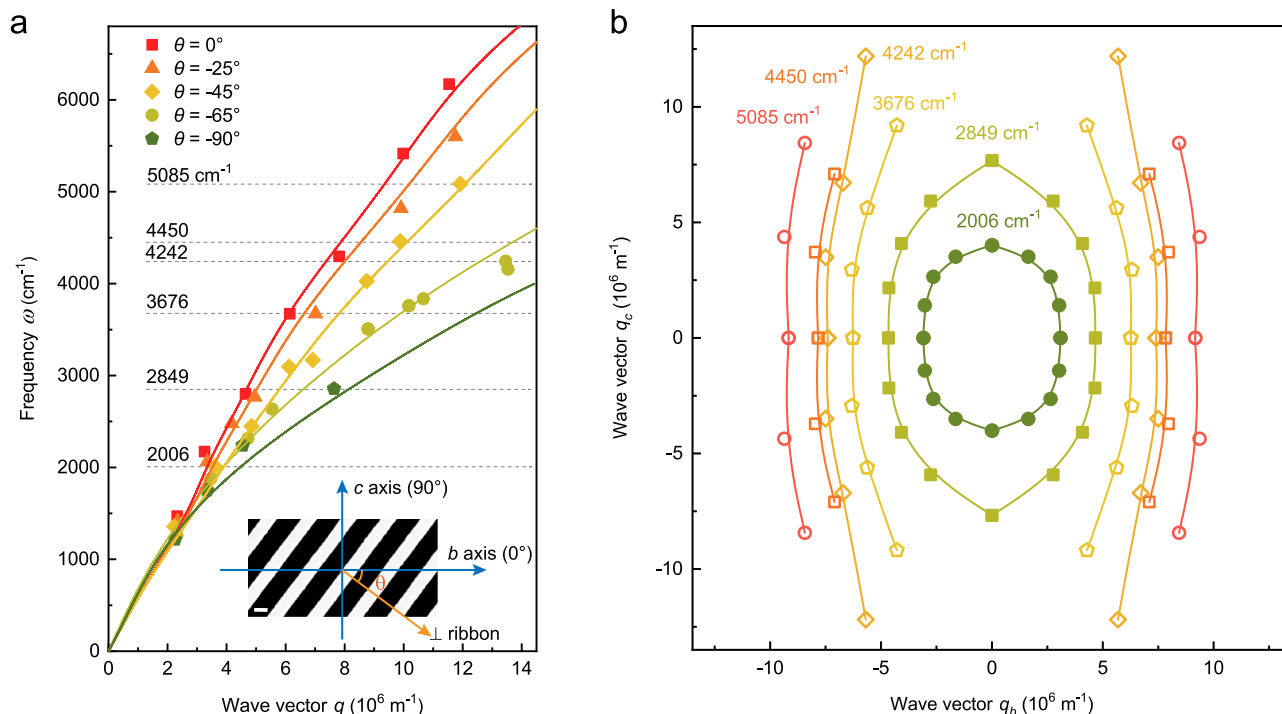 a
θ = 0°
θ = -25°
θ = -45°
θ = -65°
θ = -90°
5085 cm⁻¹
4450
4242
3676
2849
2006
c axis (90°)
b axis (0°)
θ
⊥ ribbon
0
1000
2000
3000
4000
5000
6000
Frequency ω (cm⁻¹)
0 2 4 6 8 10 12 14
Wave vector q (10⁶ m⁻¹)
b
4242 cm⁻¹
4450 cm⁻¹
3676 cm⁻¹
5085 cm⁻¹
2849 cm⁻¹
2006 cm⁻¹
10
5
0
-5
-10
Wave vector q_c (10⁶ m⁻¹)
-10 -5 0 5 10
Wave vector q_b (10⁶ m⁻¹)